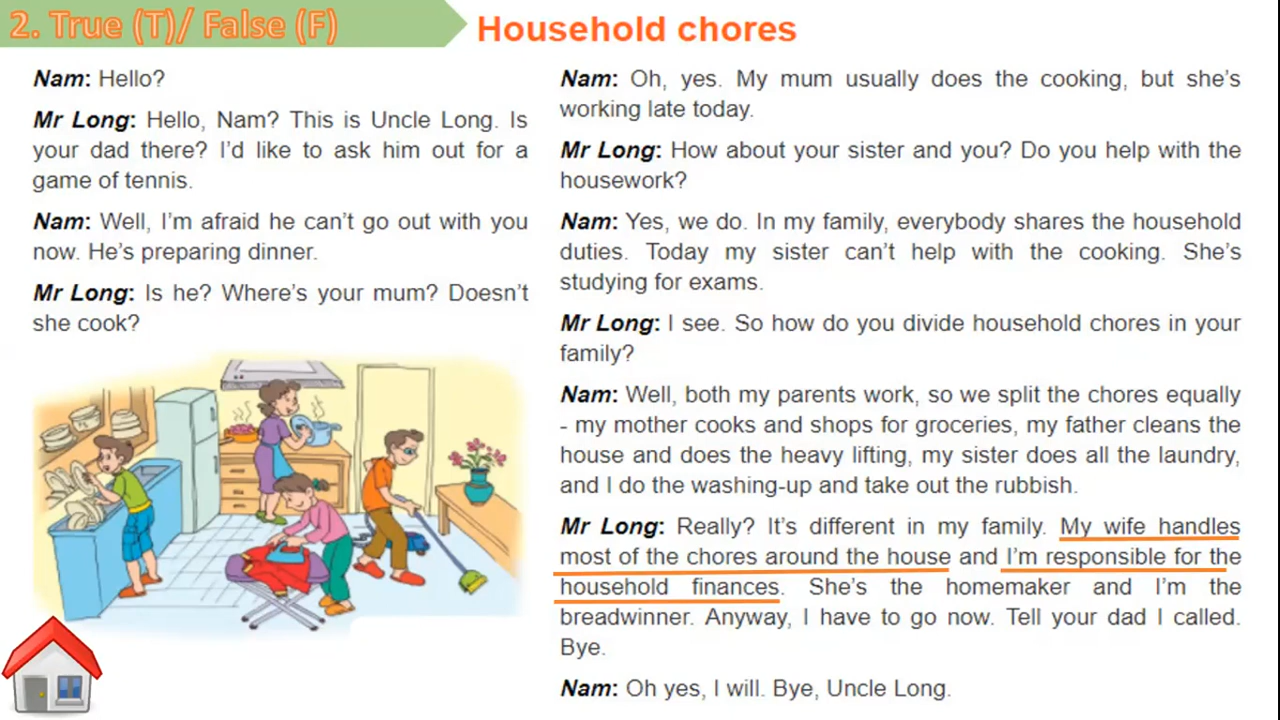 2. True (T)/ False (F)
Household chores
Nam: Hello?
Mr Long: Hello, Nam? This is Uncle Long. Is
your dad there? I'd like to ask him out for a
game of tennis.
Nam: Well, I'm afraid he can't go out with you
now. He's preparing dinner.
Mr Long: Is he? Where's your mum? Doesn't
she cook?
Nam: Oh, yes. My mum usually does the cooking, but she's
working late today.
Mr Long: How about your sister and you? Do you help with the
housework?
Nam: Yes, we do. In my family, everybody shares the household
duties. Today my sister can't help with the cooking. She's
studying for exams.
Mr Long: I see. So how do you divide household chores in your
family?
Nam: Well, both my parents work, so we split the chores equally
- my mother cooks and shops for groceries, my father cleans the
house and does the heavy lifting, my sister does all the laundry,
and I do the washing-up and take out the rubbish.
Mr Long: Really? It's different in my family. My wife handles
most of the chores around the house and I'm responsible for the
household finances. She's the homemaker and I'm the
breadwinner. Anyway, I have to go now. Tell your dad I called.
Bye.
Nam: Oh yes, I will. Bye, Uncle Long.